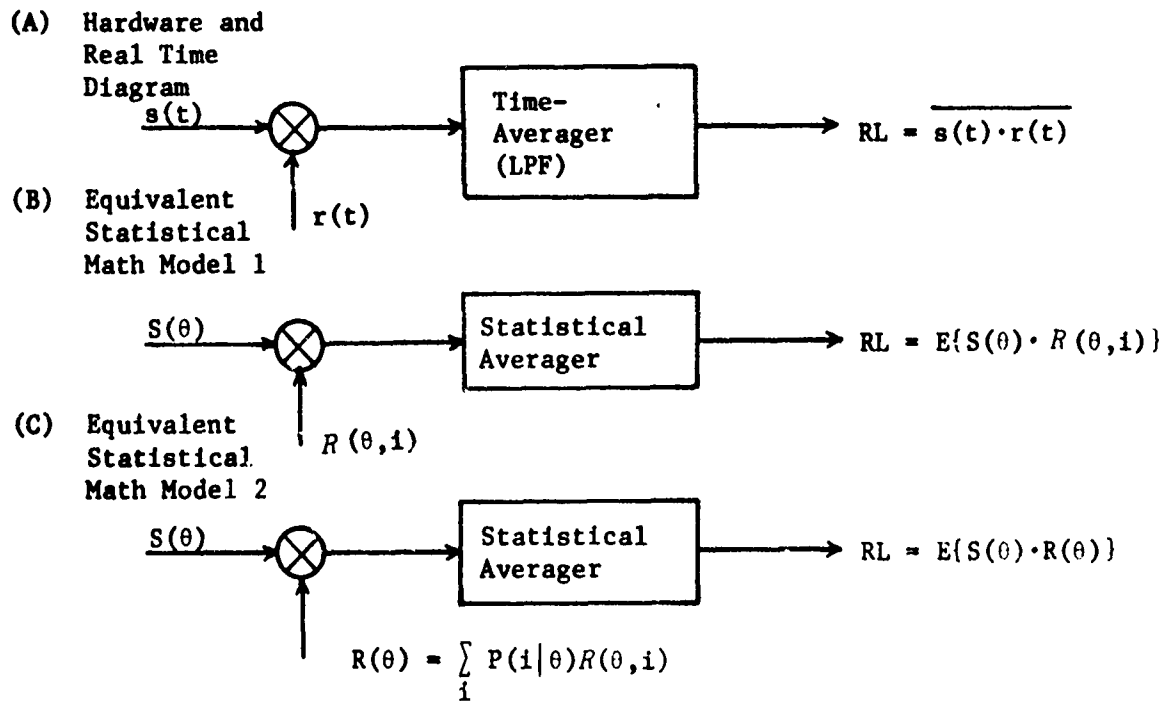 (A) Hardware and
Real Time
Diagram
s(t)
Time-
Averager
(LPF)
RL = \overline{s(t)·r(t)}
r(t)
(B) Equivalent
Statistical
Math Model 1
S(θ)
Statistical
Averager
RL = E{S(θ)· R(θ,i)}
R(θ,i)
(C) Equivalent
Statistical
Math Model 2
S(θ)
Statistical
Averager
RL = E{S(θ)·R(θ)}
R(θ) = ∑ P(i|θ)R(θ,i)
i